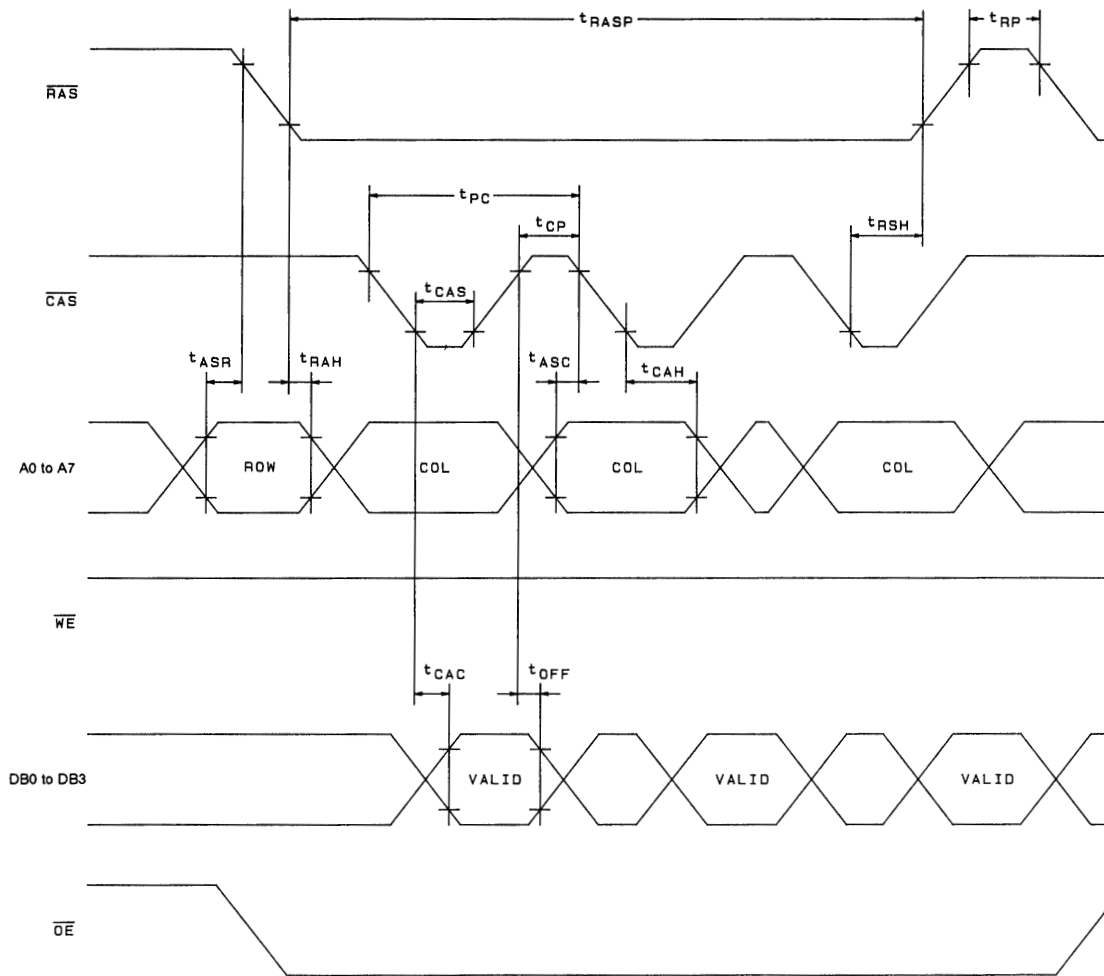 tRASP
tRP
RAS
tPC
tCP
tRSH
CAS
tCAS
tASR
tRAH
tASC
tCAH
A0 to A7
ROW
COL
COL
COL
WE
tCAC
tOFF
DB0 to DB3
VALID
VALID
VALID
OE